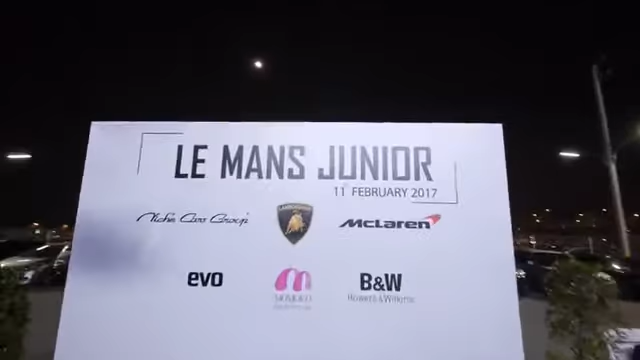 LE MANS JUNIOR
11 FEBRUARY 2017
Niche Cars Group
McLaren
evo
B&W
Bowers & Wilkins